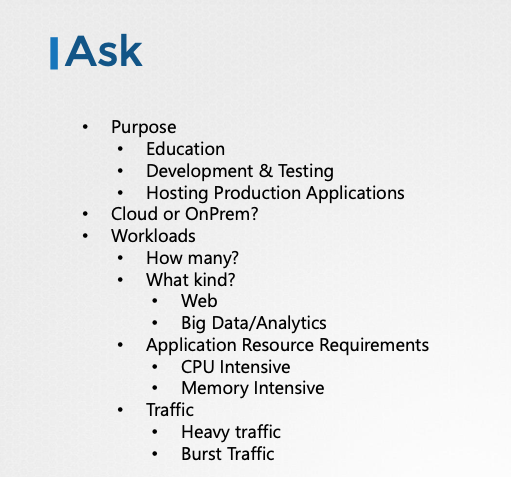 Ask
• Purpose
• Education
• Development & Testing
• Hosting Production Applications
• Cloud or OnPrem?
• Workloads
• How many?
• What kind?
• Web
• Big Data/Analytics
• Application Resource Requirements
• CPU Intensive
• Memory Intensive
• Traffic
• Heavy traffic
• Burst Traffic